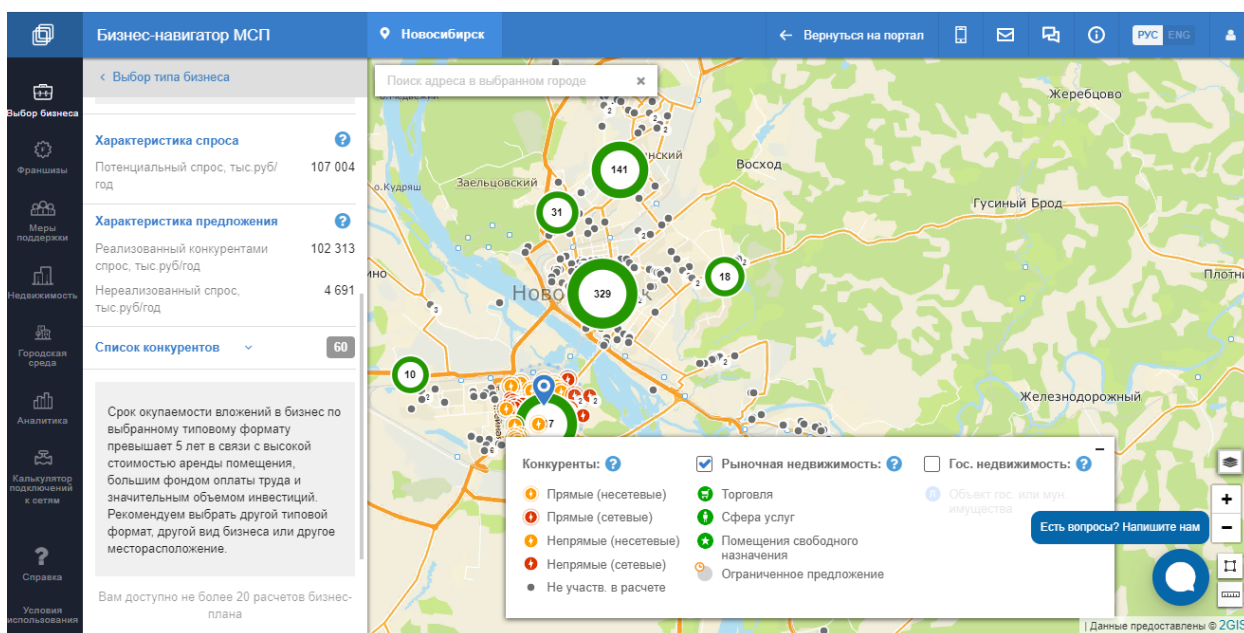 Бизнес-навигатор МСП
Новосибирск
← Вернуться на портал
РУС ENG
Выбор бизнеса
Франшизы
Меры
поддержки
Недвижимость
Городская
среда
Аналитика
Калькулятор
подключений
к сетям
?
Справка
Условия
использования
‹ Выбор типа бизнеса
Характеристика спроса ?
Потенциальный спрос, тыс.руб/ 107 004
год
Характеристика предложения ?
Реализованный конкурентами 102 313
спрос, тыс.руб/год
Нереализованный спрос, 4 691
тыс.руб/год
Список конкурентов 60
Срок окупаемости вложений в бизнес по
выбранному типовому формату
превышает 5 лет в связи с высокой
стоимостью аренды помещения,
большим фондом оплаты труда и
значительным объемом инвестиций.
Рекомендуем выбрать другой типовой
формат, другой вид бизнеса или другое
месторасположение.
Вам доступно не более 20 расчетов бизнес-
плана
Поиск адреса в выбранном городе ×
Жеребцово
нский
141
Восход
о.Кудряш
Заельцовский
31
Гусиный Брод
18
Плотни
ино
Ново
329
к
10
Железнодорожный
7
Конкуренты: ?
Прямые (несетевые)
Прямые (сетевые)
Непрямые (несетевые)
Непрямые (сетевые)
Не участв. в расчете
Рыночная недвижимость: ?
Торговля
Сфера услуг
Помещения свободного
назначения
Ограниченное предложение
Гос. недвижимость: ?
Объект гос. или мун.
имущества
Есть вопросы? Напишите нам
+
−
| Данные предоставлены © 2GIS